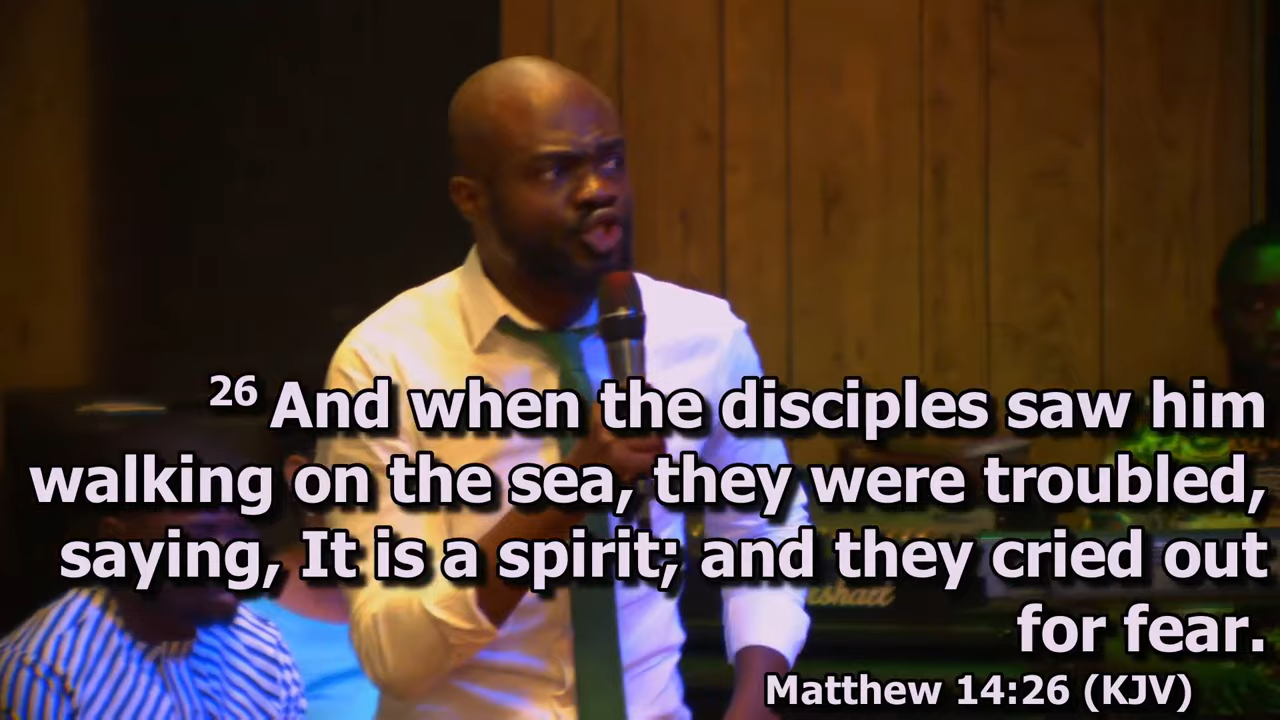 26 And when the disciples saw him
walking on the sea, they were troubled,
saying, It is a spirit; and they cried out
for fear.
Matthew 14:26 (KJV)